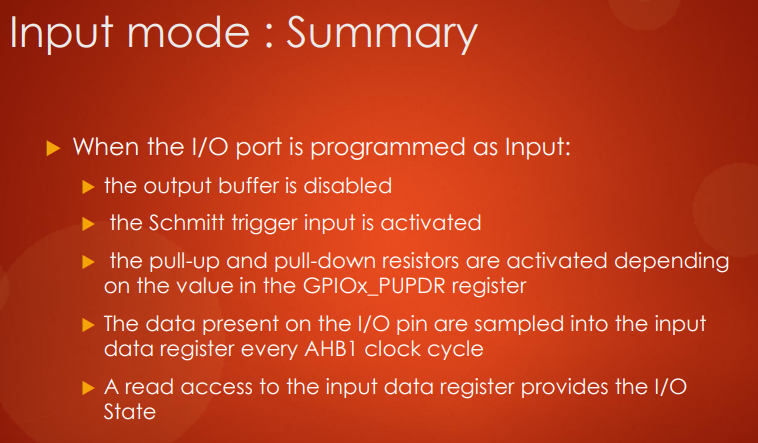 Input mode : Summary
When the I/O port is programmed as Input:
the output buffer is disabled
the Schmitt trigger input is activated
the pull-up and pull-down resistors are activated depending
on the value in the GPIOx_PUPDR register
The data present on the I/O pin are sampled into the input
data register every AHB1 clock cycle
A read access to the input data register provides the I/O
State